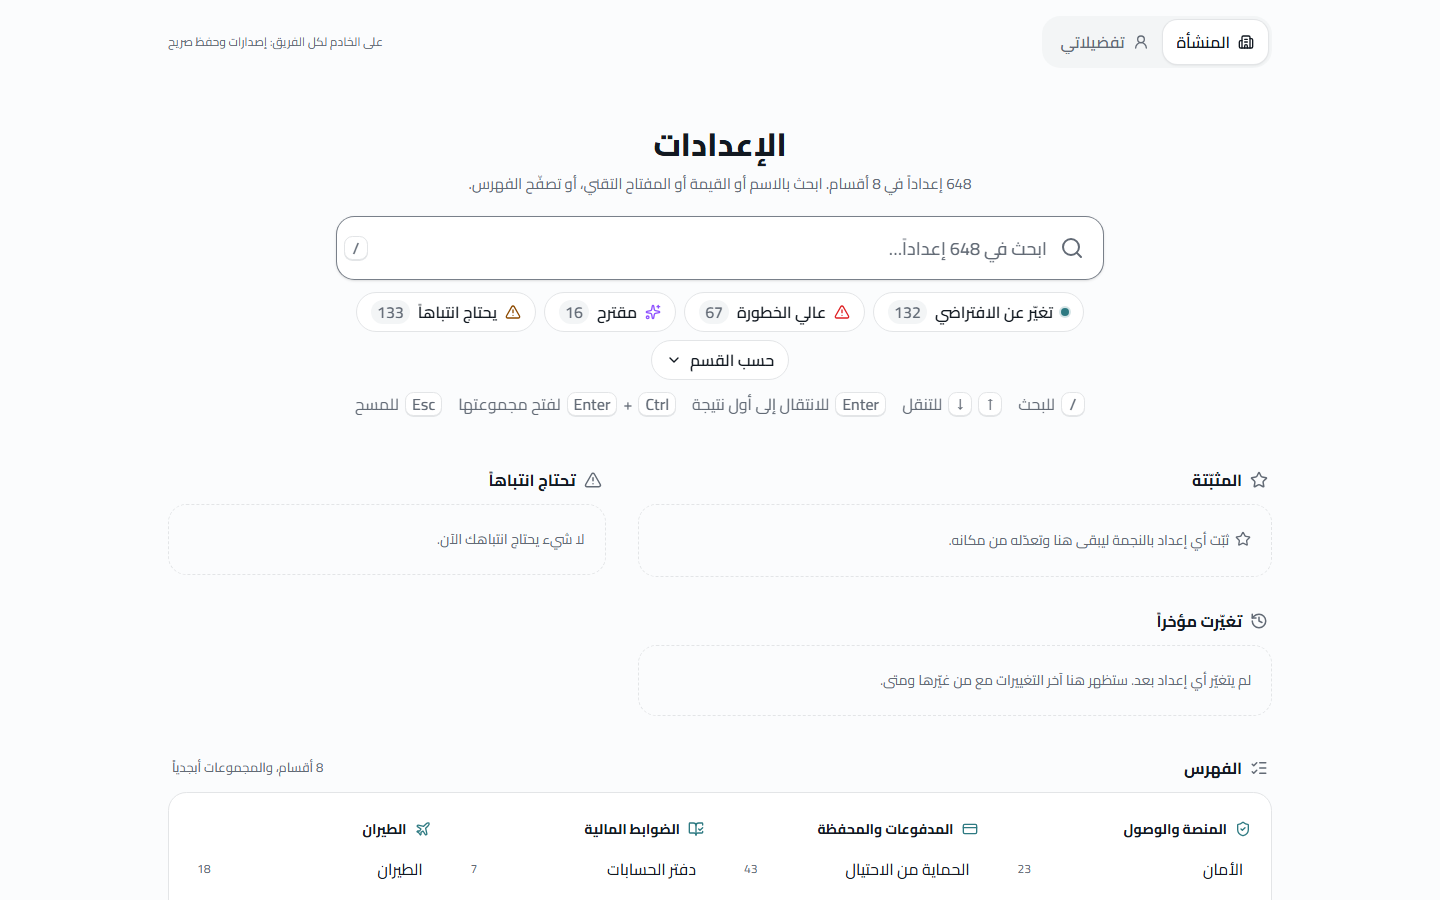 المنشأة تفضيلاتي
على الخادم لكل الفريق: إصدارات وحفظ صريح
الإعدادات
648 إعداداً في 8 أقسام. ابحث بالاسم أو القيمة أو المفتاح التقني، أو تصفّح الفهرس.
ابحث في 648 إعداداً... /
تغيّر عن الافتراضي 132 عالي الخطورة 67 مقترح 16 يحتاج انتباهاً 133
حسب القسم
/ للبحث ↑ ↓ للتنقل Enter للانتقال إلى أول نتيجة Ctrl + Enter لفتح مجموعتها Esc للمسح
المثبّتة
ثبّت أي إعداد بالنجمة ليبقى هنا وتعدّله من مكانه.
تحتاج انتباهاً
لا شيء يحتاج انتباهك الآن.
تغيّرت مؤخراً
لم يتغيّر أي إعداد بعد. ستظهر هنا آخر التغييرات مع من غيّرها ومتى.
الفهرس
8 أقسام، والمجموعات أبجدياً
المنصة والوصول المدفوعات والمحفظة الضوابط المالية الطيران
الأمان 23 الحماية من الاحتيال 43 دفتر الحسابات 7 الطيران 18